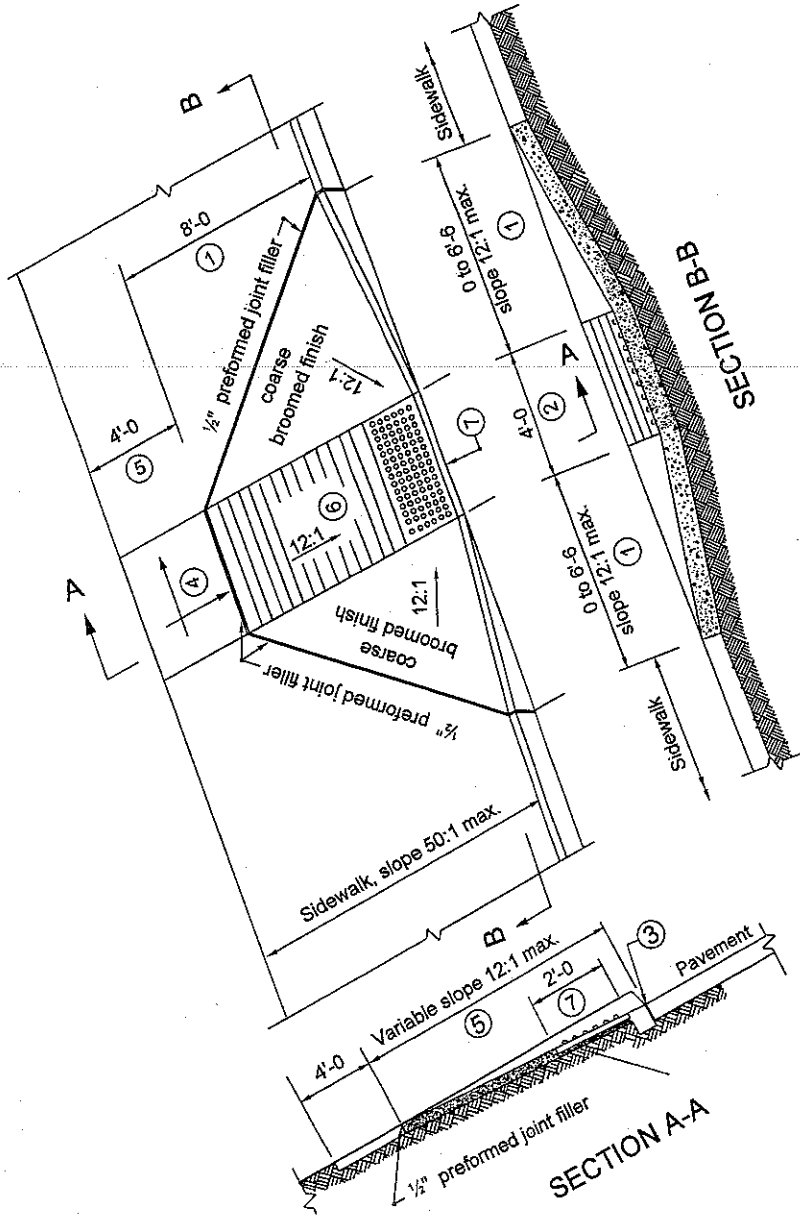 B
8'-0
①
½" preformed joint filler
4'-0
⑤
coarse
broomed finish
12:1
A
④
12:1
⑥
⑦
½" preformed joint filler
coarse
broomed finish
12:1
Sidewalk, slope 50:1 max.
B
Sidewalk
0 to 6'-6
slope 12:1 max.
①
4'-0
②
A
0 to 6'-6
slope 12:1 max.
①
Sidewalk
SECTION B-B
4'-0
Variable slope 12:1 max.
⑤
2'-0
⑦
③
Pavement
½" preformed joint filler
SECTION A-A